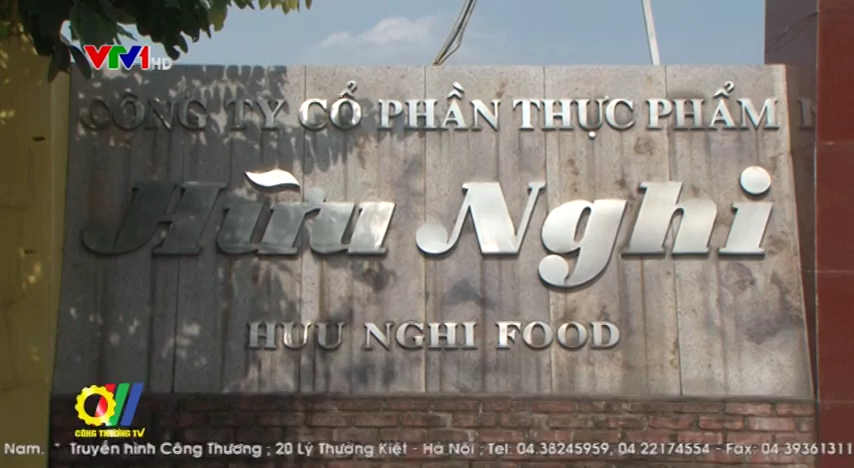 VTV1 HD
CÔNG TY CỔ PHẦN THỰC PHẨM
Hữu Nghi
HUU NGHI FOOD
CÔNG THƯƠNG TV
Nam. " Truyền hình Công Thương ; 20 Lý Thường Kiệt - Hà Nội ; Tel: 04.38245959, 04.22174554 - Fax: 04 39361311